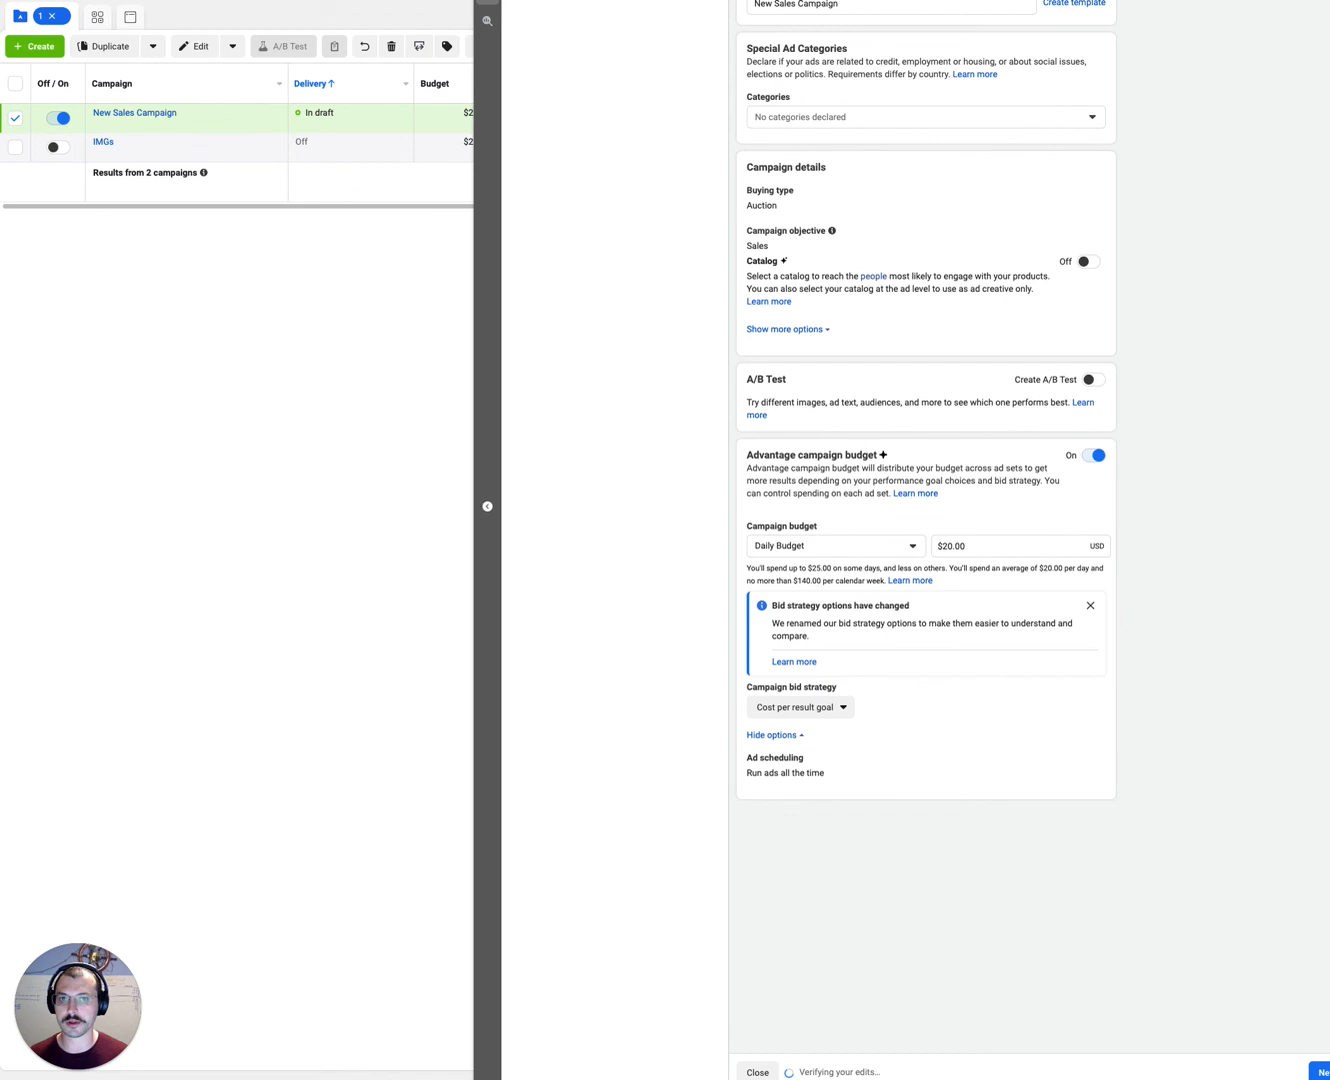 1 ×
Create
Duplicate
Edit
A/B Test
Off / On
Campaign
Delivery ↑
Budget
New Sales Campaign
In draft
$2
IMGs
Off
$2
Results from 2 campaigns
New Sales Campaign
Create template
Special Ad Categories
Declare if your ads are related to credit, employment or housing, or about social issues,
elections or politics. Requirements differ by country. Learn more
Categories
No categories declared
Campaign details
Buying type
Auction
Campaign objective
Sales
Catalog
Off
Select a catalog to reach the people most likely to engage with your products.
You can also select your catalog at the ad level to use as ad creative only.
Learn more
Show more options
A/B Test
Create A/B Test
Try different images, ad text, audiences, and more to see which one performs best. Learn
more
Advantage campaign budget
On
Advantage campaign budget will distribute your budget across ad sets to get
more results depending on your performance goal choices and bid strategy. You
can control spending on each ad set. Learn more
Campaign budget
Daily Budget
$20.00
USD
You'll spend up to $25.00 on some days, and less on others. You'll spend an average of $20.00 per day and
no more than $140.00 per calendar week. Learn more
Bid strategy options have changed
We renamed our bid strategy options to make them easier to understand and
compare.
Learn more
Campaign bid strategy
Cost per result goal
Hide options
Ad scheduling
Run ads all the time
Close
Verifying your edits...
Ne